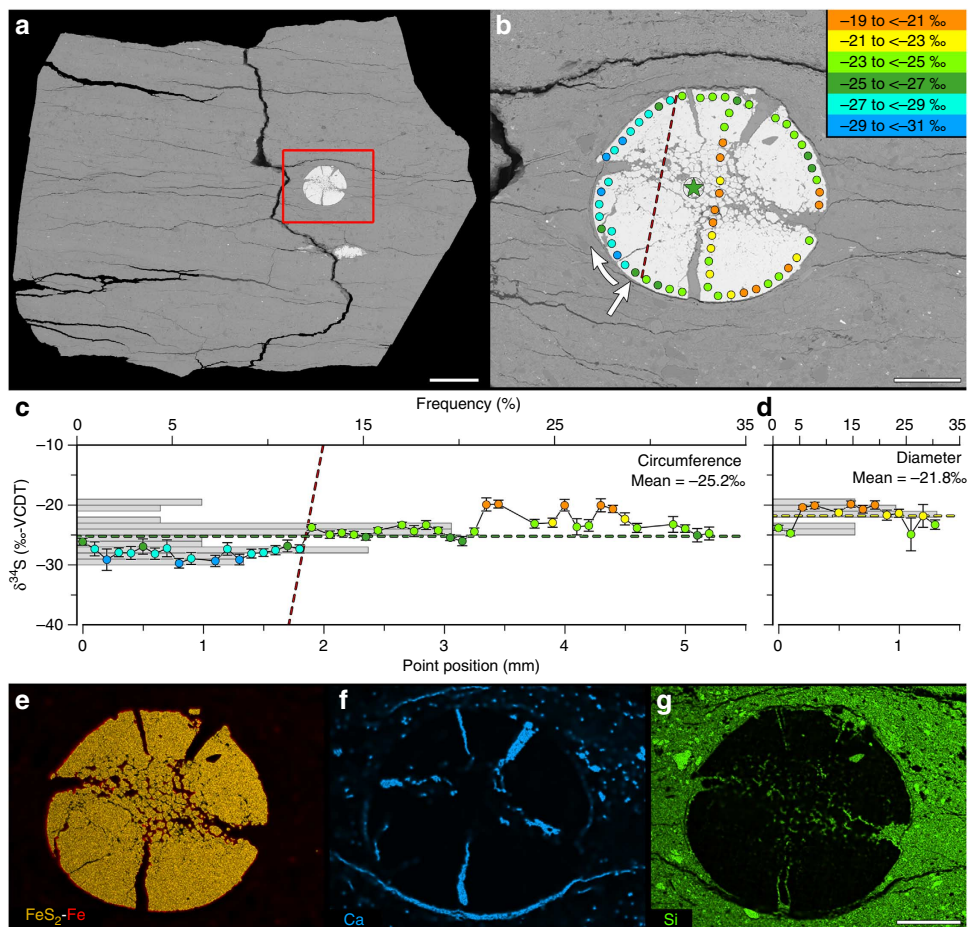 a
b
–19 to <–21 ‰
–21 to <–23 ‰
–23 to <–25 ‰
–25 to <–27 ‰
–27 to <–29 ‰
–29 to <–31 ‰
c
Frequency (%)
d
0 5 15 25 35
0 5 15 25 35
–10
–20
–30
–40
δ³⁴S (‰-VCDT)
Circumference
Mean = –25.2‰
Diameter
Mean = –21.8‰
0 1 2 3 4 5
0 1
Point position (mm)
e
f
g
FeS₂-Fe
Ca
Si